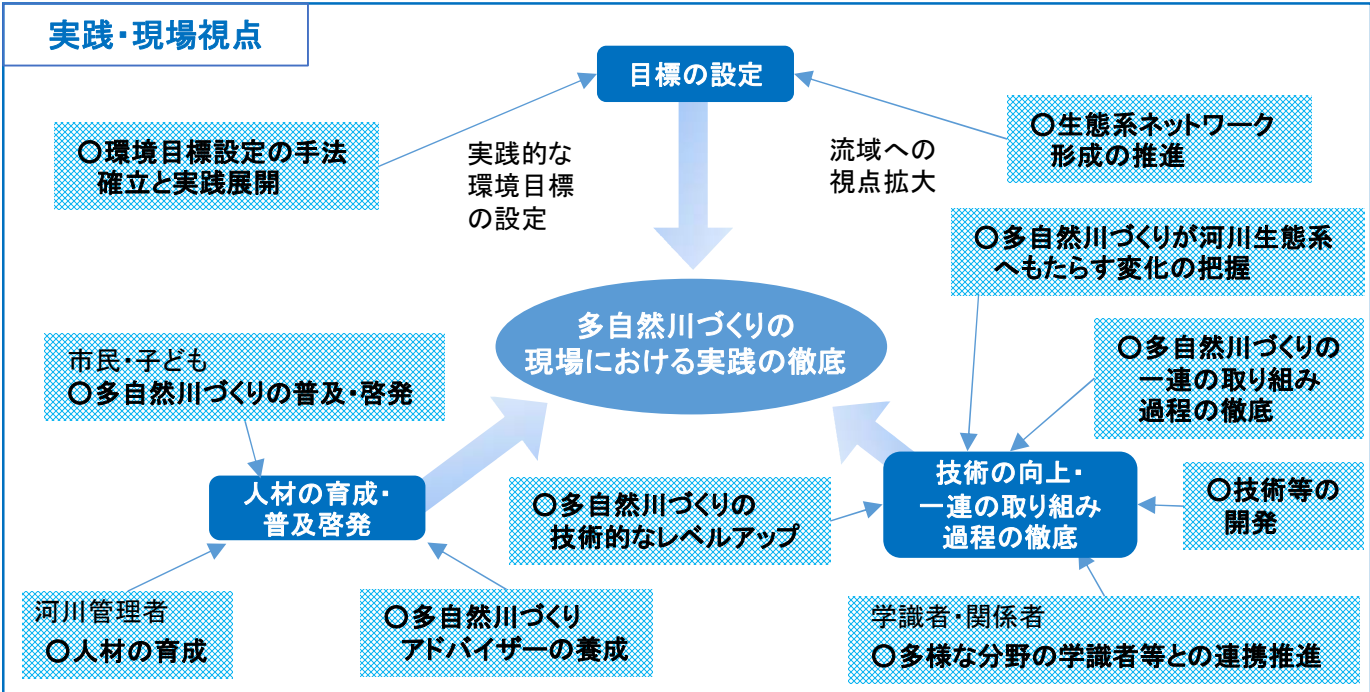 実践・現場視点
目標の設定
〇環境目標設定の手法
確立と実践展開
実践的な
環境目標
の設定
流域への
視点拡大
〇生態系ネットワーク
形成の推進
〇多自然川づくりが河川生態系
へもたらす変化の把握
多自然川づくりの
現場における実践の徹底
市民・子ども
〇多自然川づくりの普及・啓発
〇多自然川づくりの
一連の取り組み
過程の徹底
人材の育成・
普及啓発
〇多自然川づくりの
技術的なレベルアップ
技術の向上・
一連の取り組み
過程の徹底
〇技術等の
開発
河川管理者
〇人材の育成
〇多自然川づくり
アドバイザーの養成
学識者・関係者
〇多様な分野の学識者等との連携推進